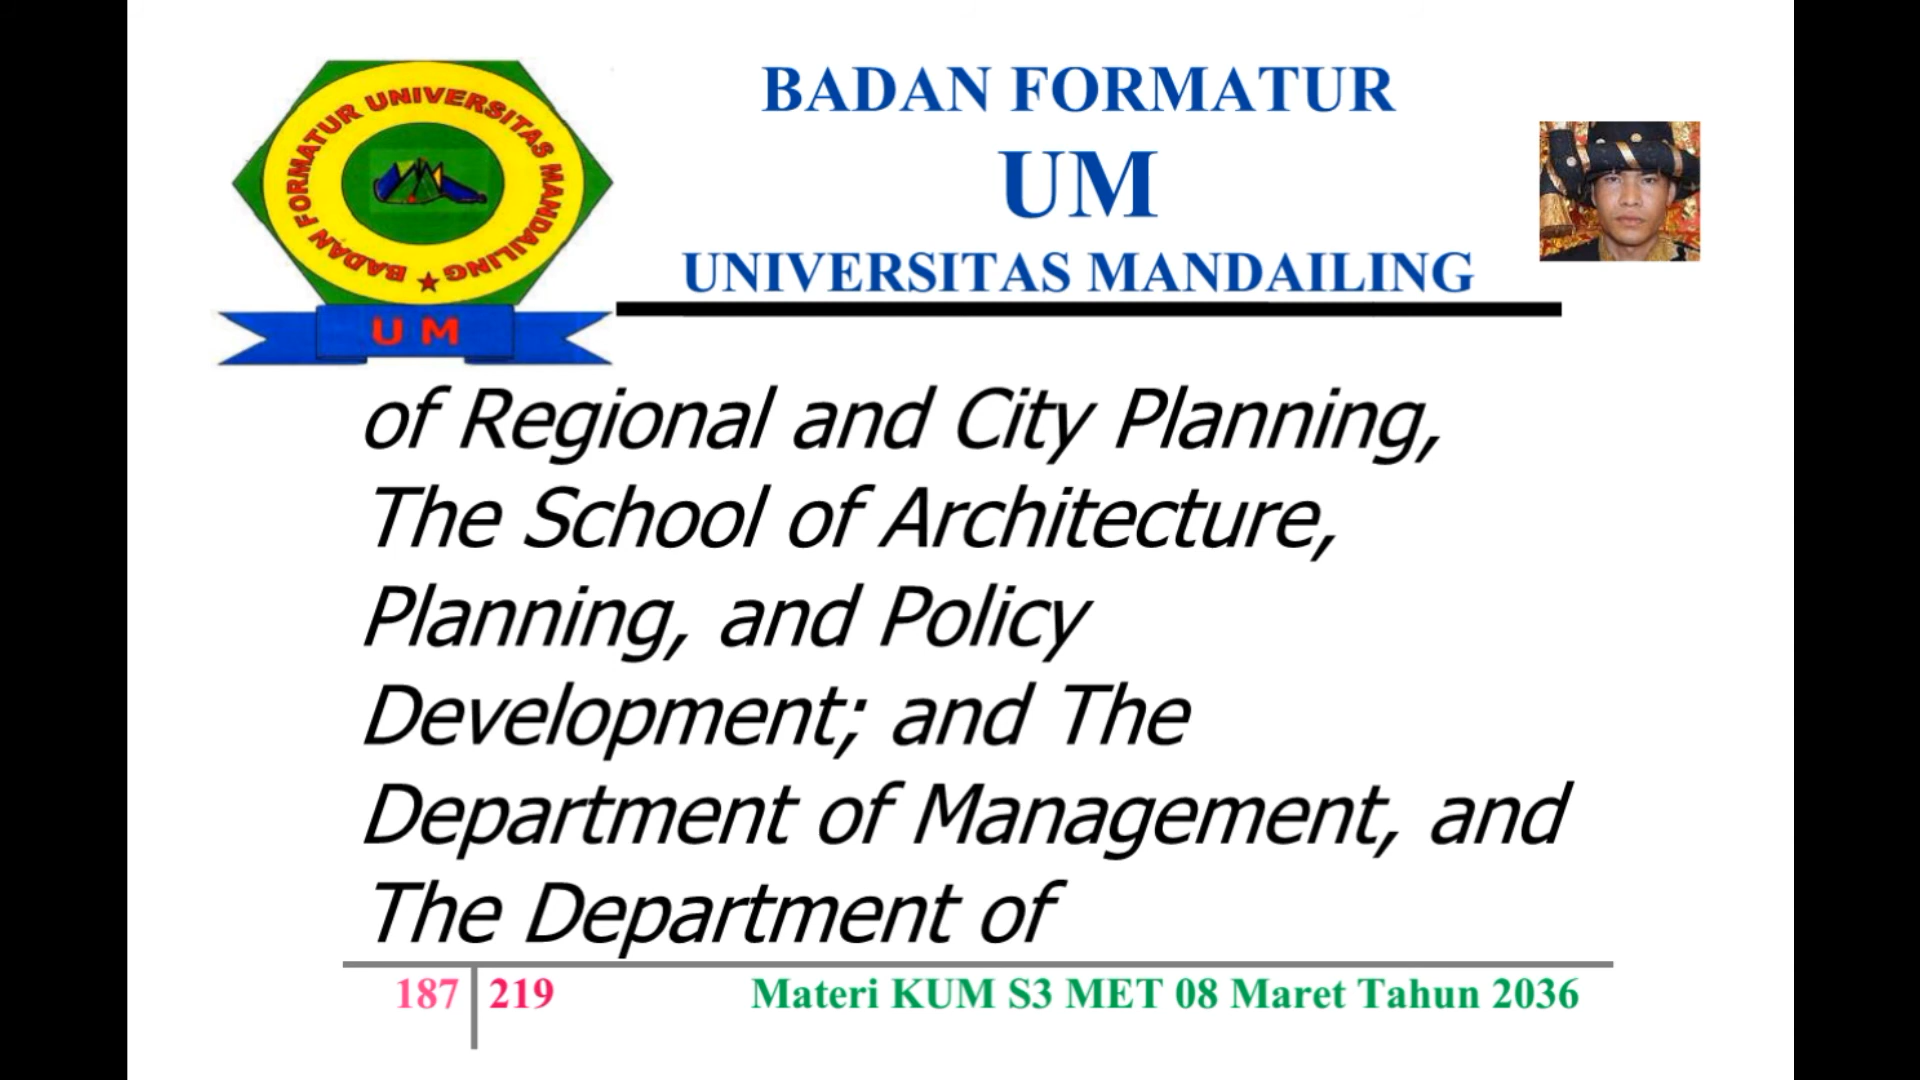 BADAN FORMATUR UNIVERSITAS MANDAILING
UM
BADAN FORMATUR
UM
UNIVERSITAS MANDAILING
of Regional and City Planning,
The School of Architecture,
Planning, and Policy
Development; and The
Department of Management, and
The Department of
187 219 Materi KUM S3 MET 08 Maret Tahun 2036